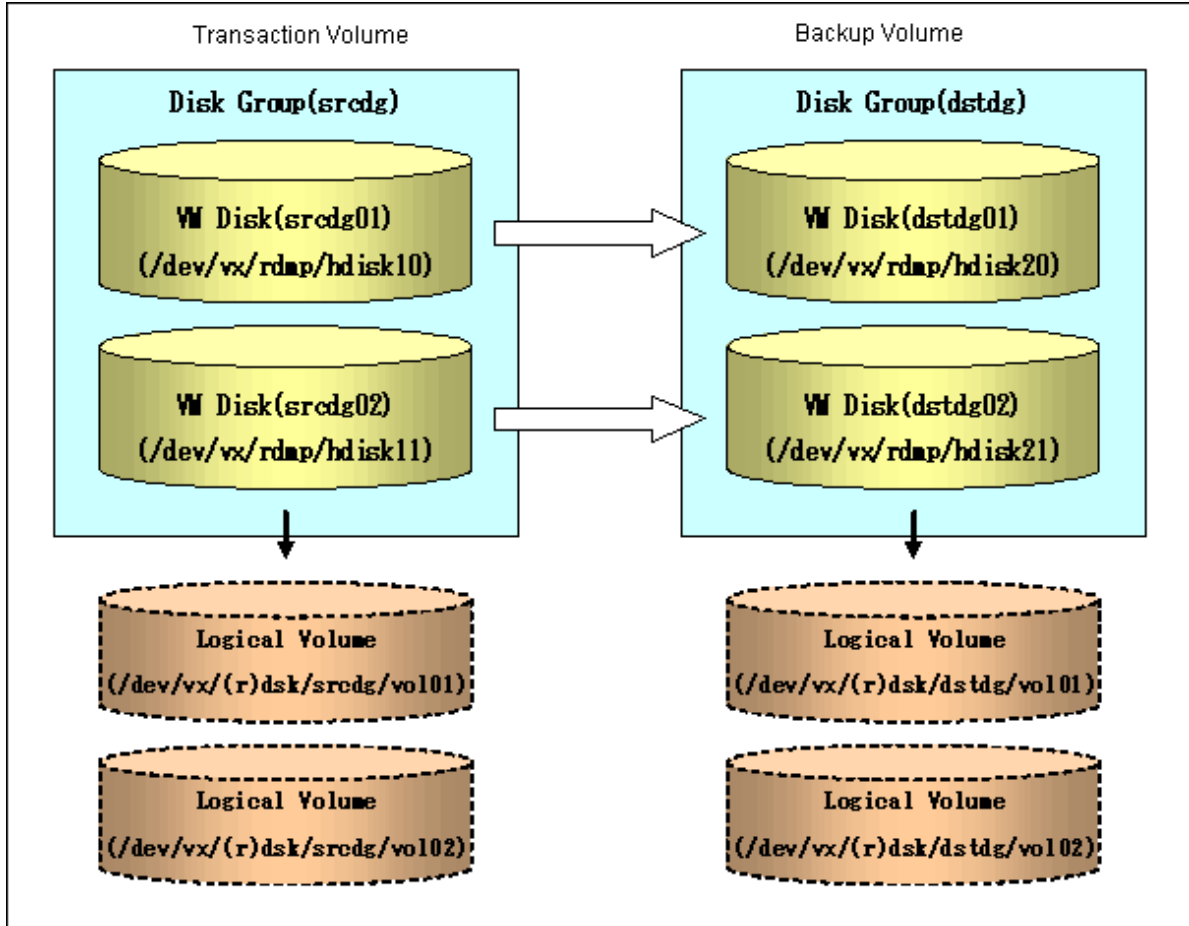 Transaction Volume
Backup Volume
Disk Group(srcdg)
VM Disk(srcdg01)
(/dev/vx/rdmp/hdisk10)
VM Disk(srcdg02)
(/dev/vx/rdmp/hdisk11)
Disk Group(dstdg)
VM Disk(dstdg01)
(/dev/vx/rdmp/hdisk20)
VM Disk(dstdg02)
(/dev/vx/rdmp/hdisk21)
Logical Volume
(/dev/vx/(r)dsk/srcdg/vol01)
Logical Volume
(/dev/vx/(r)dsk/srcdg/vol02)
Logical Volume
(/dev/vx/(r)dsk/dstdg/vol01)
Logical Volume
(/dev/vx/(r)dsk/dstdg/vol02)